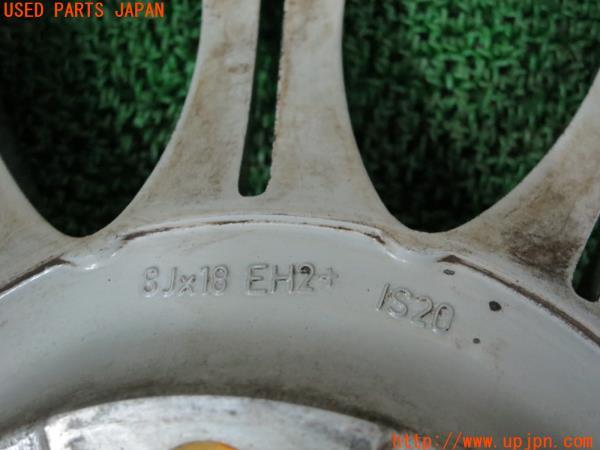 USED PARTS JAPAN
8Jx18 EH2+ IS20
http://www.upjpn.com/